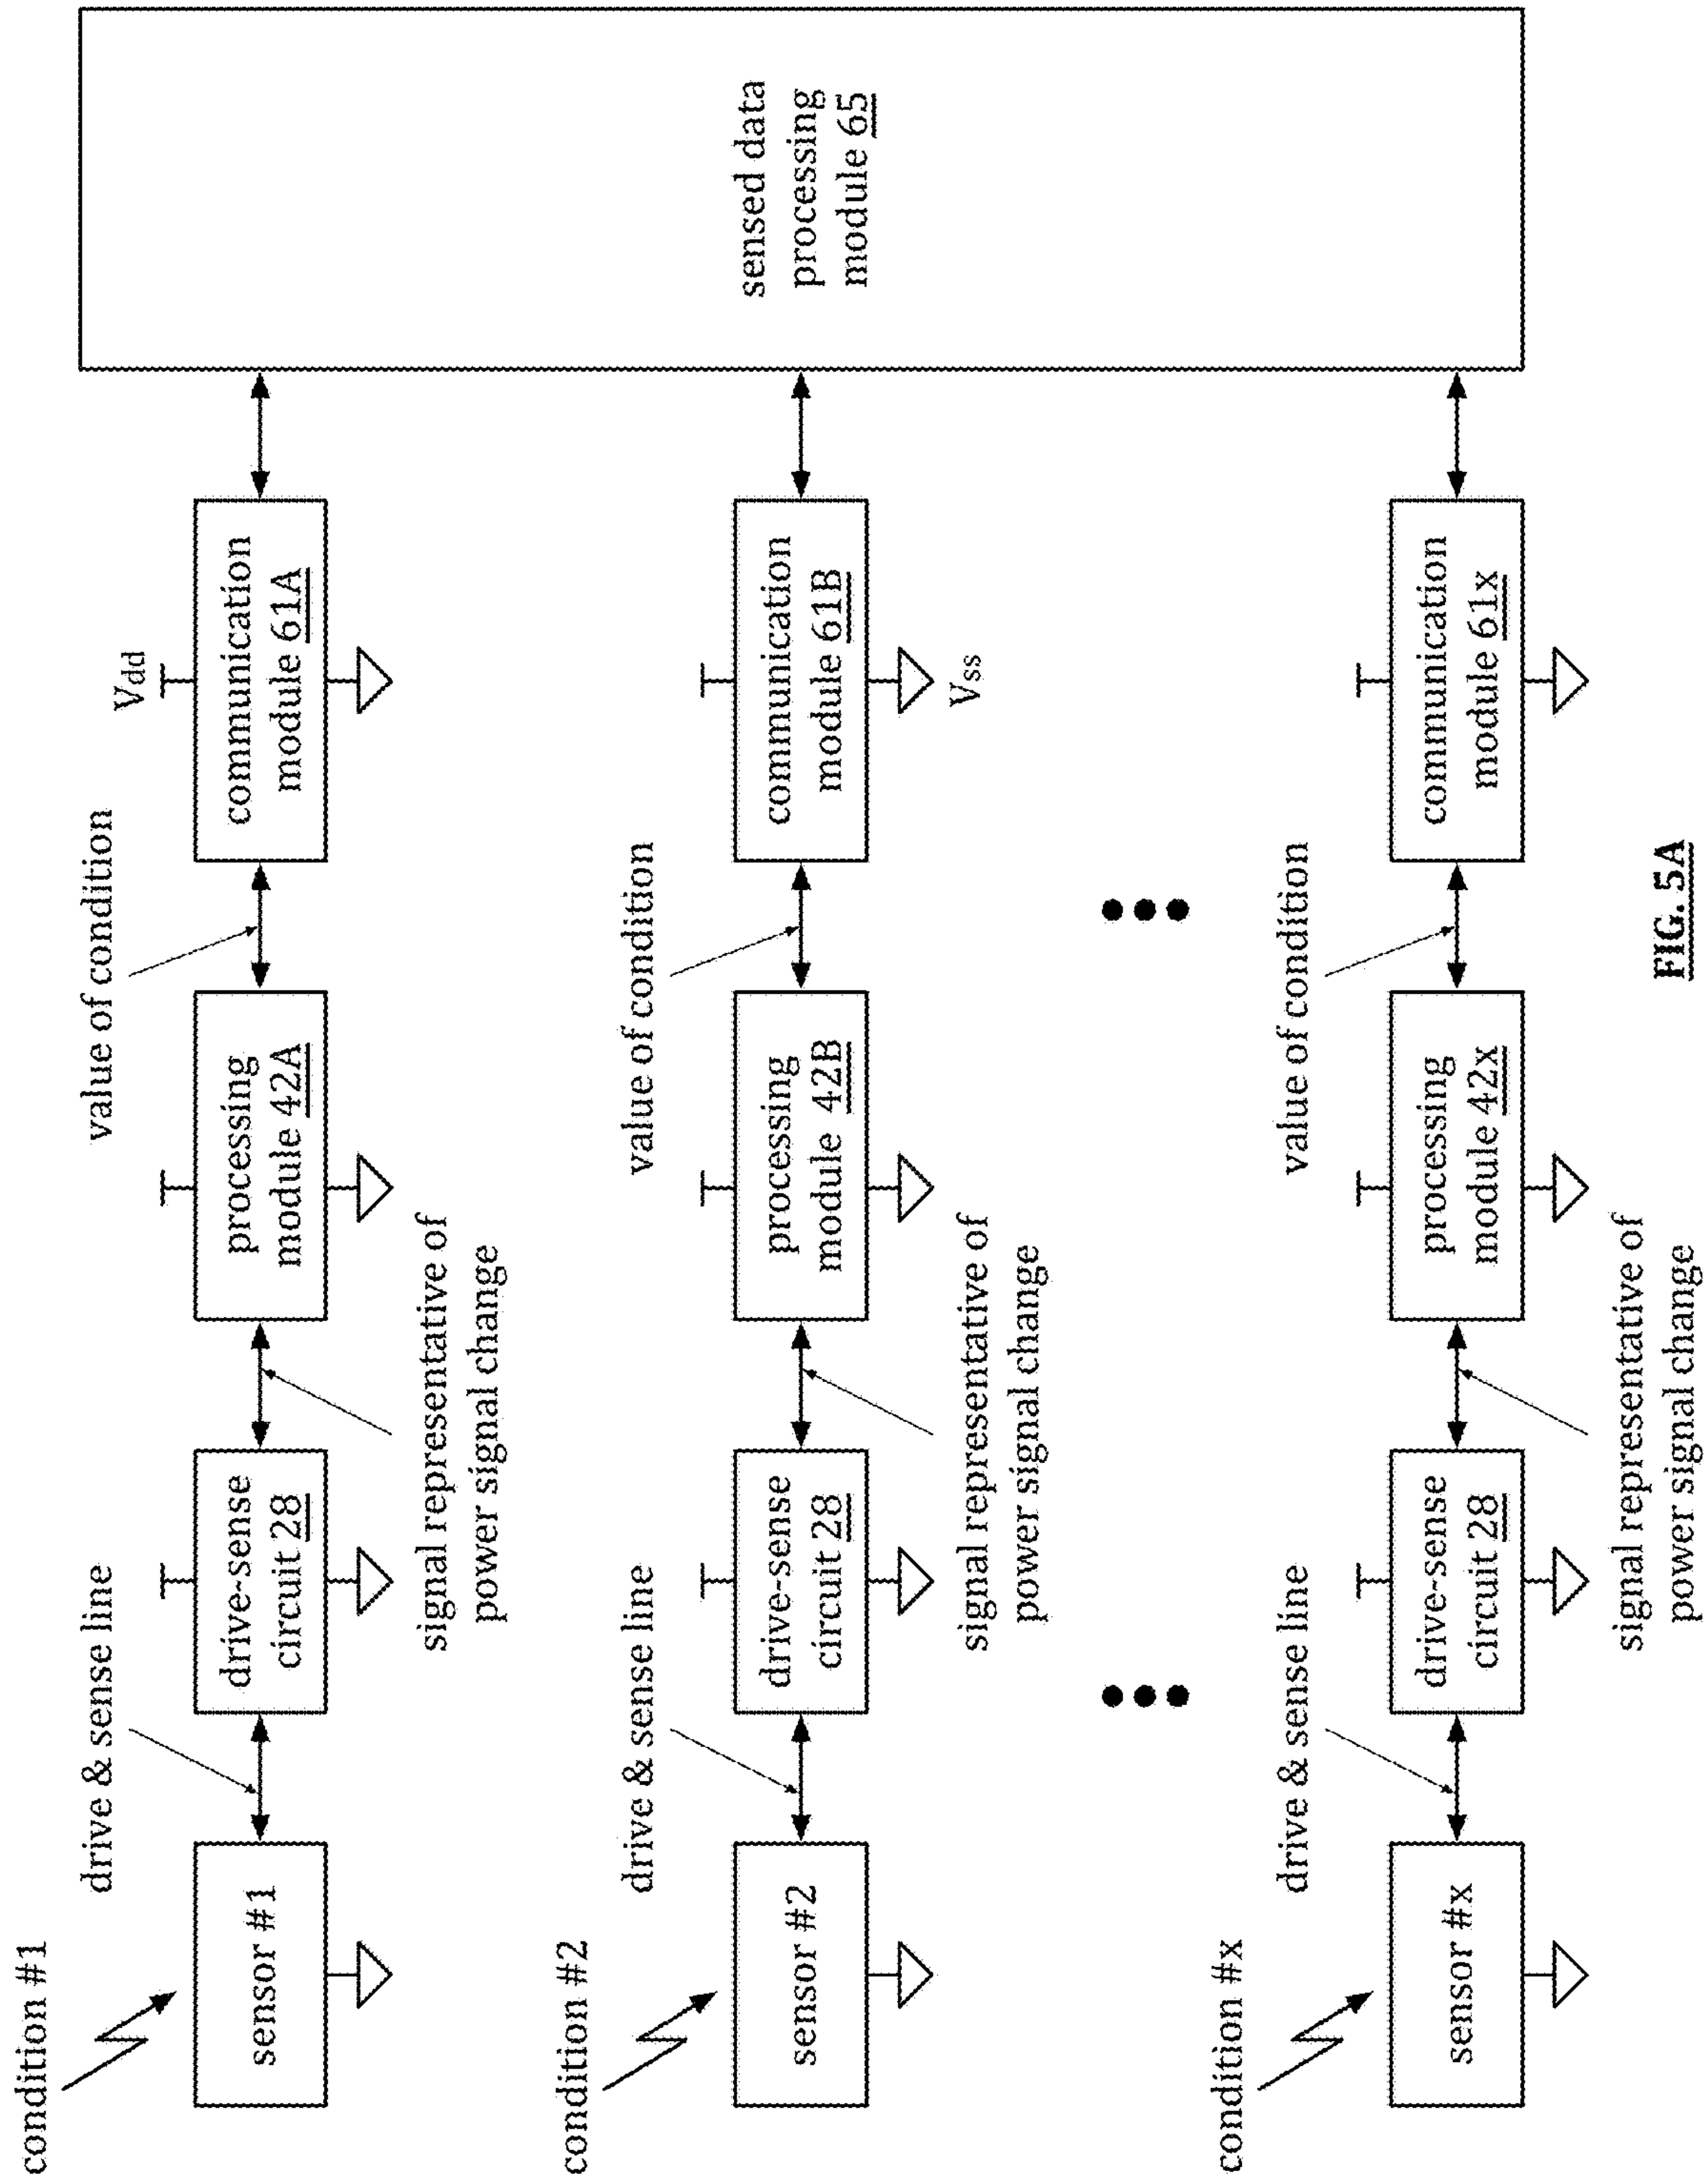 condition #1
drive & sense line
value of condition
Vdd
sensor #1
drive-sense
circuit 28
processing
module 42A
communication
module 61A
signal representative of
power signal change
condition #2
drive & sense line
value of condition
sensor #2
drive-sense
circuit 28
processing
module 42B
communication
module 61B
Vss
signal representative of
power signal change
sensed data
processing
module 65
condition #x
drive & sense line
value of condition
sensor #x
drive-sense
circuit 28
processing
module 42x
communication
module 61x
signal representative of
power signal change
FIG. 5A